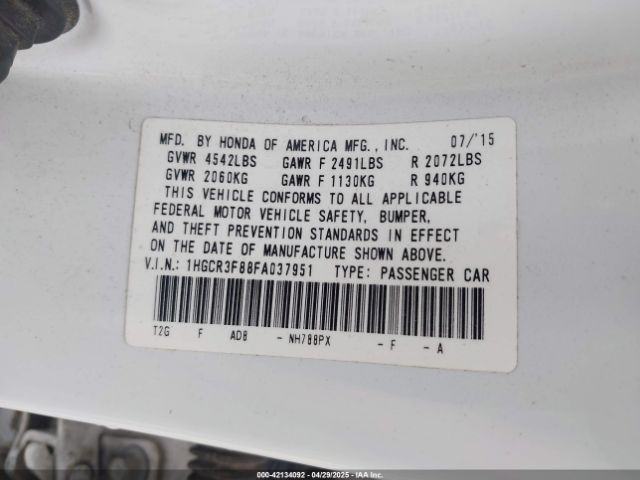 MFD. BY HONDA OF AMERICA MFG., INC. 07/'15
GVWR 4542LBS GAWR F 2491LBS R 2072LBS
GVWR 2060KG GAWR F 1130KG R 940KG
THIS VEHICLE CONFORMS TO ALL APPLICABLE
FEDERAL MOTOR VEHICLE SAFETY, BUMPER,
AND THEFT PREVENTION STANDARDS IN EFFECT
ON THE DATE OF MANUFACTURE SHOWN ABOVE.
V.I.N.: 1HGCR3F88FA037951 TYPE: PASSENGER CAR
T2G F AD8 - NH788PX - F - A
000-42134092 - 04/29/2025 - IAA Inc.